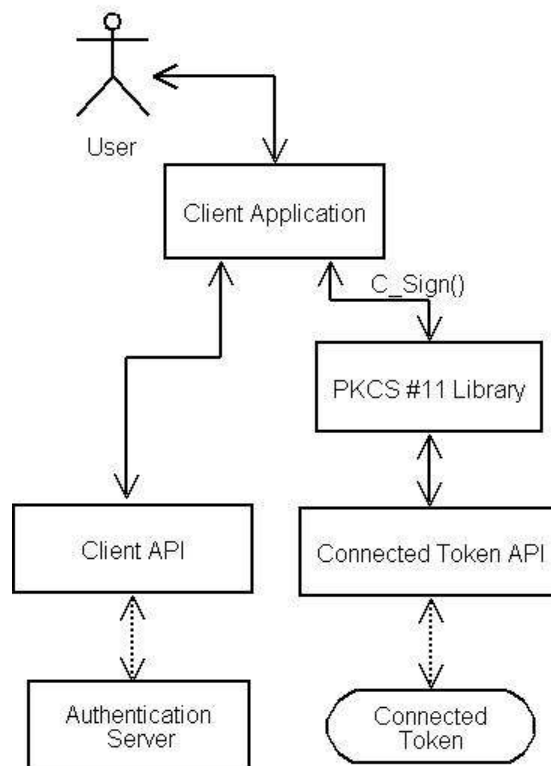 User
Client Application
C_Sign()
PKCS #11 Library
Client API
Connected Token API
Authentication
Server
Connected
Token